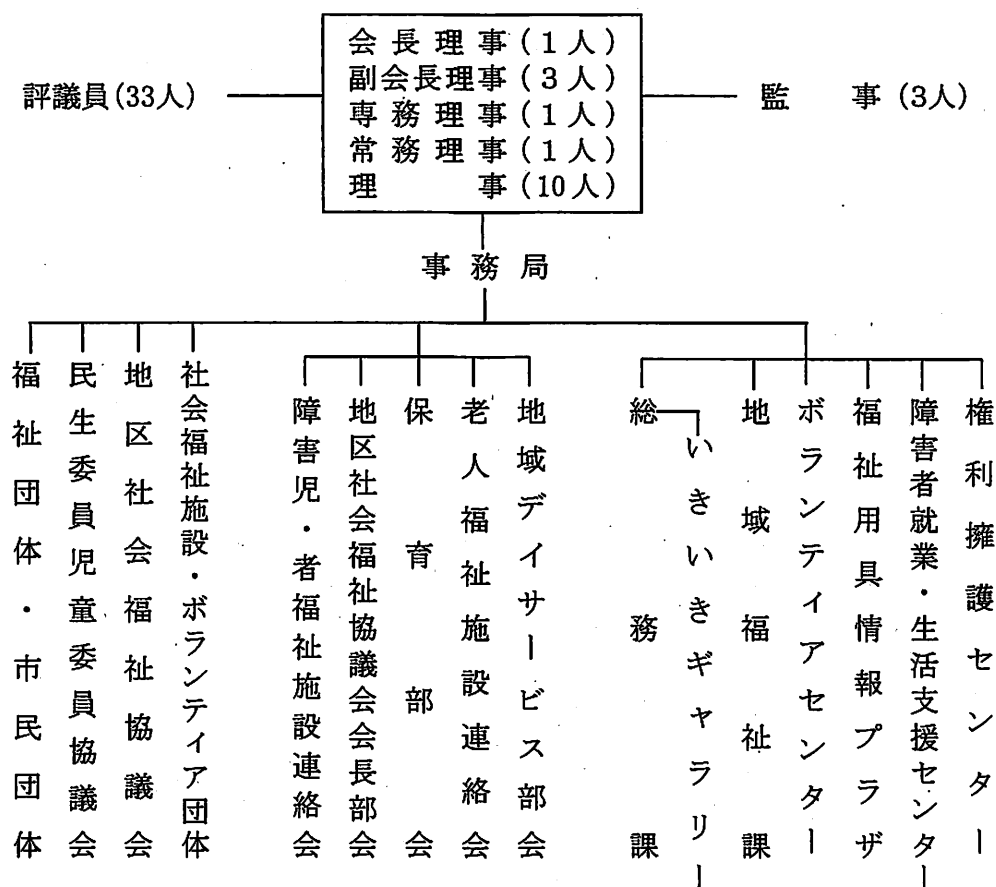 会長理事(1人)
副会長理事(3人)
専務理事(1人)
常務理事(1人)
理事(10人)
評議員(33人)
監事(3人)
事務局
福祉団体・市民団体
民生委員児童委員協議会
地区社会福祉協議会
社会福祉施設・ボランティア団体
障害児・者福祉施設連絡会
地区社会福祉協議会会長部会
保育部会
老人福祉施設連絡会
地域デイサービス部会
総務課
いきいきギャラリー
地域福祉課
ボランティアセンター
福祉用具情報プラザ
障害者就業・生活支援センター
権利擁護センター